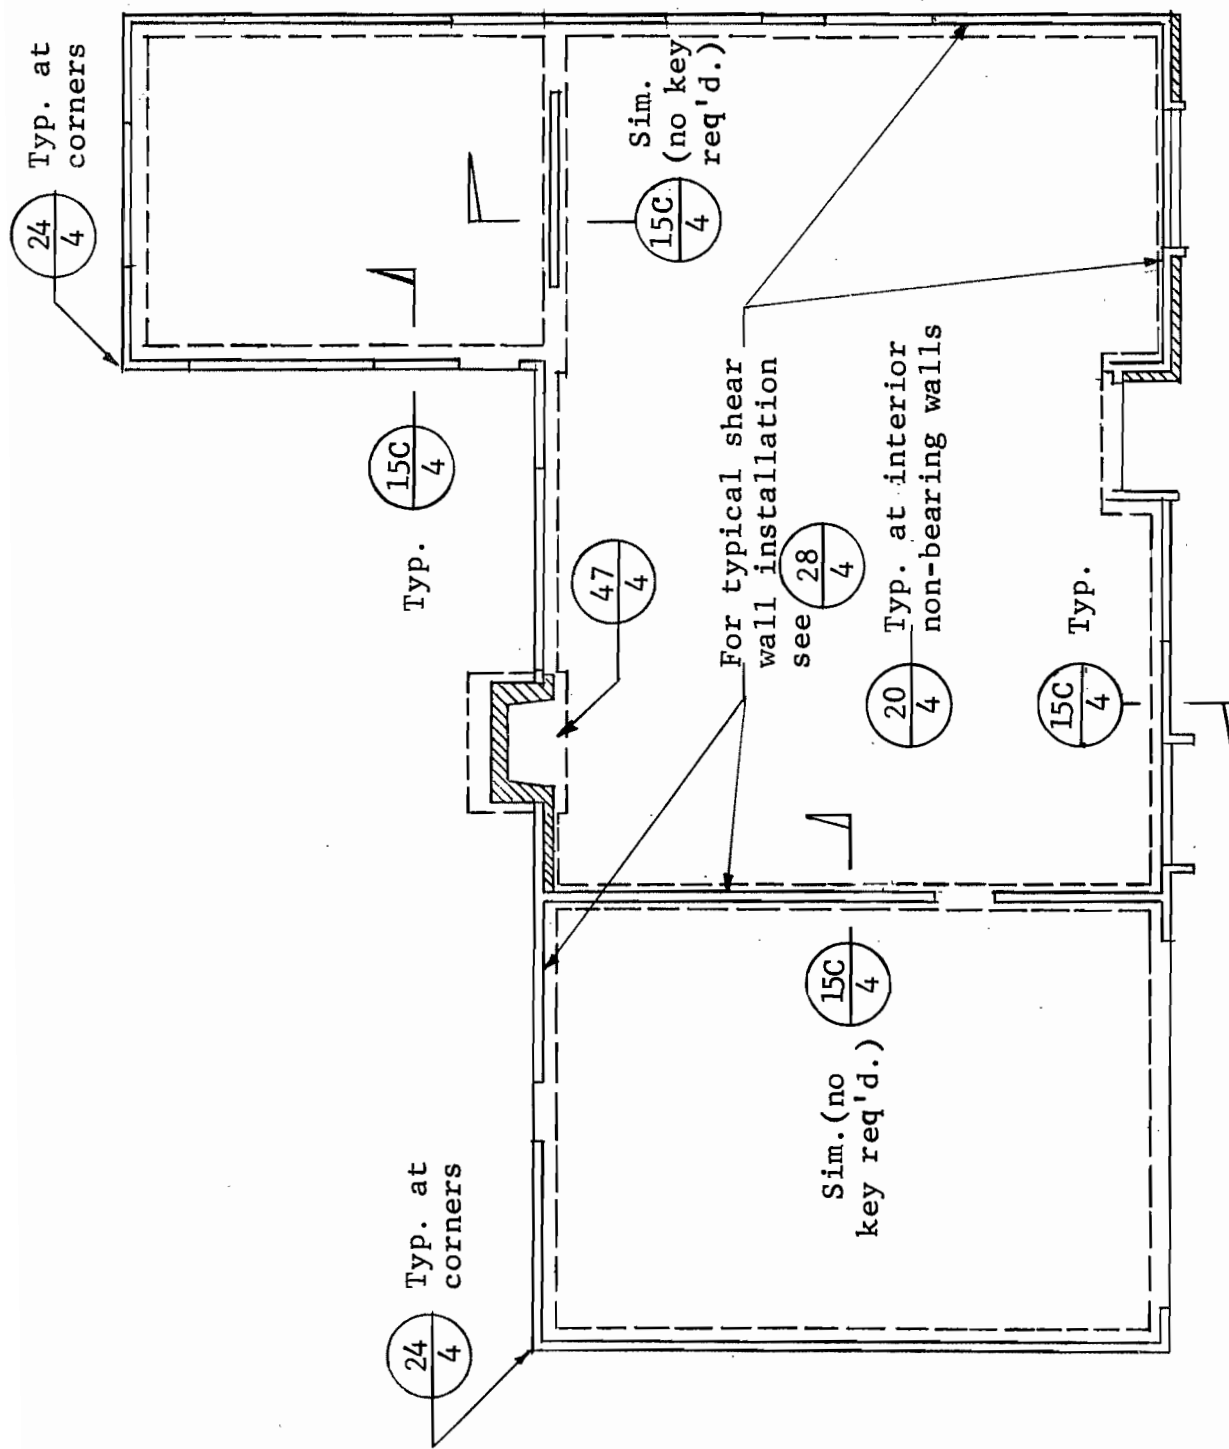 24
4
Typ. at
corners
15C
4
Typ.
Sim.
(no key
req'd.)
15C
4
47
4
For typical shear
wall installation
see
28
4
20
4
Typ. at interior
non-bearing walls
15C
4
Typ.
15C
4
Sim.(no
key req'd.)
24
4
Typ. at
corners